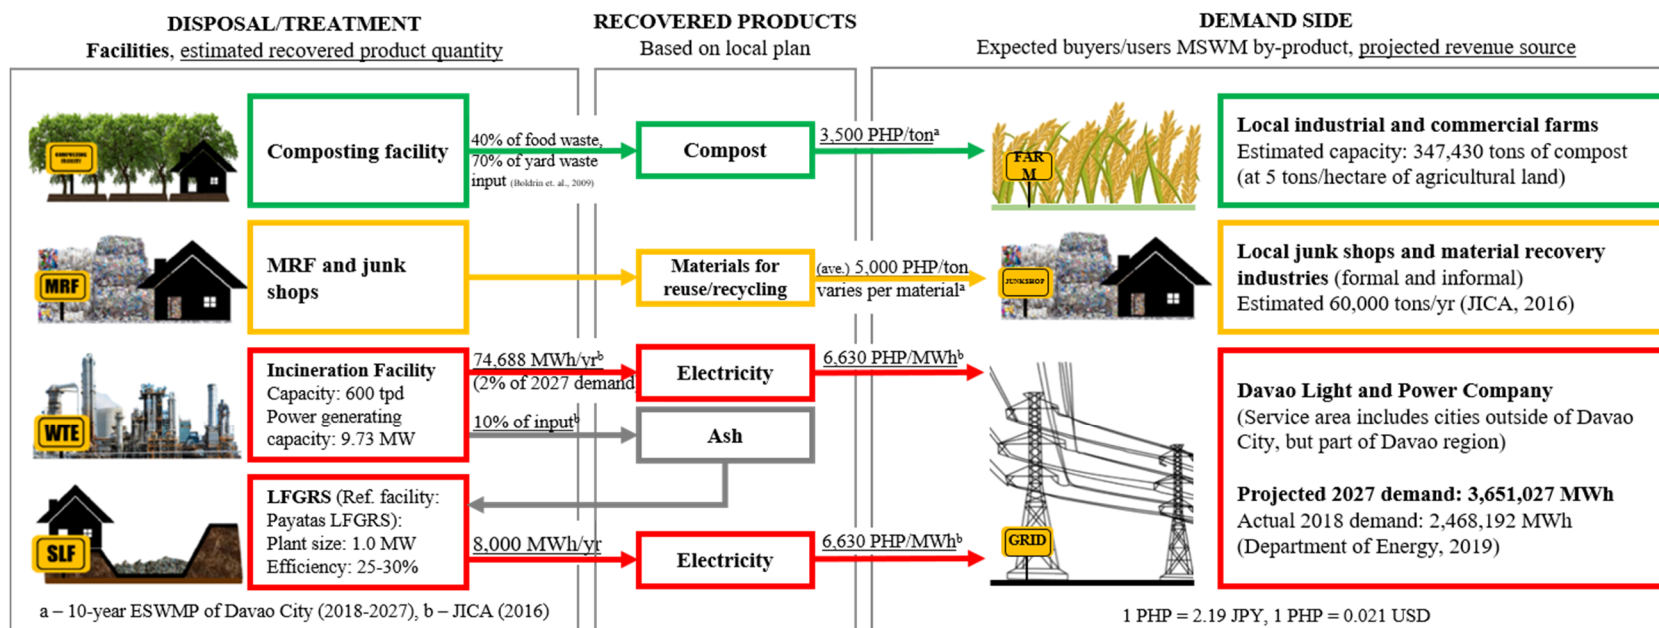 DISPOSAL/TREATMENT
Facilities, estimated recovered product quantity
RECOVERED PRODUCTS
Based on local plan
DEMAND SIDE
Expected buyers/users MSWM by-product, projected revenue source
COMPOSTING
FACILITY
Composting facility
40% of food waste,
70% of yard waste
input (Boldrin et. al., 2009)
Compost
3,500 PHP/tonᵃ
FAR
M
Local industrial and commercial farms
Estimated capacity: 347,430 tons of compost
(at 5 tons/hectare of agricultural land)
MRF
MRF and junk
shops
Materials for
reuse/recycling
(ave.) 5,000 PHP/ton
varies per materialᵃ
JUNKSHOP
Local junk shops and material recovery
industries (formal and informal)
Estimated 60,000 tons/yr (JICA, 2016)
WTE
Incineration Facility
Capacity: 600 tpd
Power generating
capacity: 9.73 MW
74,688 MWh/yrᵇ
(2% of 2027 demand
Electricity
6,630 PHP/MWhᵇ
10% of inputᵇ
Ash
SLF
LFGRS (Ref. facility:
Payatas LFGRS):
Plant size: 1.0 MW
Efficiency: 25-30%
8,000 MWh/yr
Electricity
6,630 PHP/MWhᵇ
GRID
Davao Light and Power Company
(Service area includes cities outside of Davao
City, but part of Davao region)
Projected 2027 demand: 3,651,027 MWh
Actual 2018 demand: 2,468,192 MWh
(Department of Energy, 2019)
a – 10-year ESWMP of Davao City (2018-2027), b – JICA (2016)
1 PHP = 2.19 JPY, 1 PHP = 0.021 USD